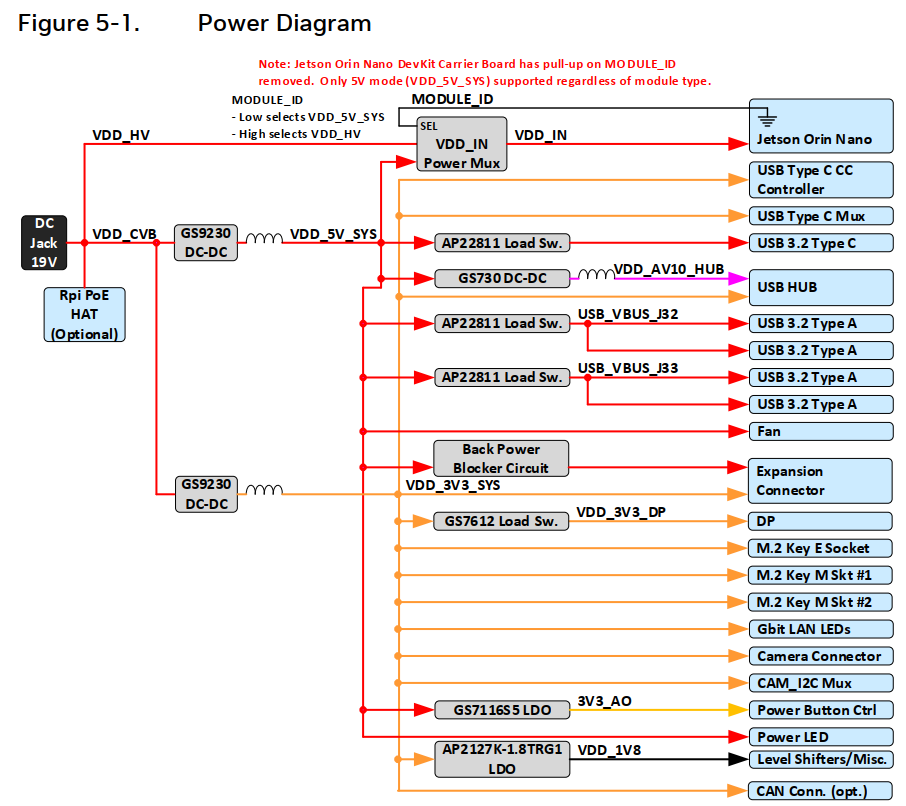 Figure 5-1. Power Diagram
Note: Jetson Orin Nano DevKit Carrier Board has pull-up on MODULE_ID
removed. Only 5V mode (VDD_5V_SYS) supported regardless of module type.
MODULE_ID
- Low selects VDD_5V_SYS
- High selects VDD_HV
MODULE_ID
SEL
VDD_IN
Power Mux
VDD_IN
Jetson Orin Nano
VDD_HV
USB Type C CC
Controller
USB Type C Mux
DC
Jack
19V
VDD_CVB
GS9230
DC-DC
VDD_5V_SYS
AP22811 Load Sw.
USB 3.2 Type C
GS730 DC-DC
VDD_AV10_HUB
USB HUB
Rpi PoE
HAT
(Optional)
AP22811 Load Sw.
USB_VBUS_J32
USB 3.2 Type A
USB 3.2 Type A
AP22811 Load Sw.
USB_VBUS_J33
USB 3.2 Type A
USB 3.2 Type A
Fan
Back Power
Blocker Circuit
Expansion
Connector
GS9230
DC-DC
VDD_3V3_SYS
GS7612 Load Sw.
VDD_3V3_DP
DP
M.2 Key E Socket
M.2 Key M Skt #1
M.2 Key M Skt #2
Gbit LAN LEDs
Camera Connector
CAM_I2C Mux
GS7116S5 LDO
3V3_AO
Power Button Ctrl
Power LED
AP2127K-1.8TRG1
LDO
VDD_1V8
Level Shifters/Misc.
CAN Conn. (opt.)